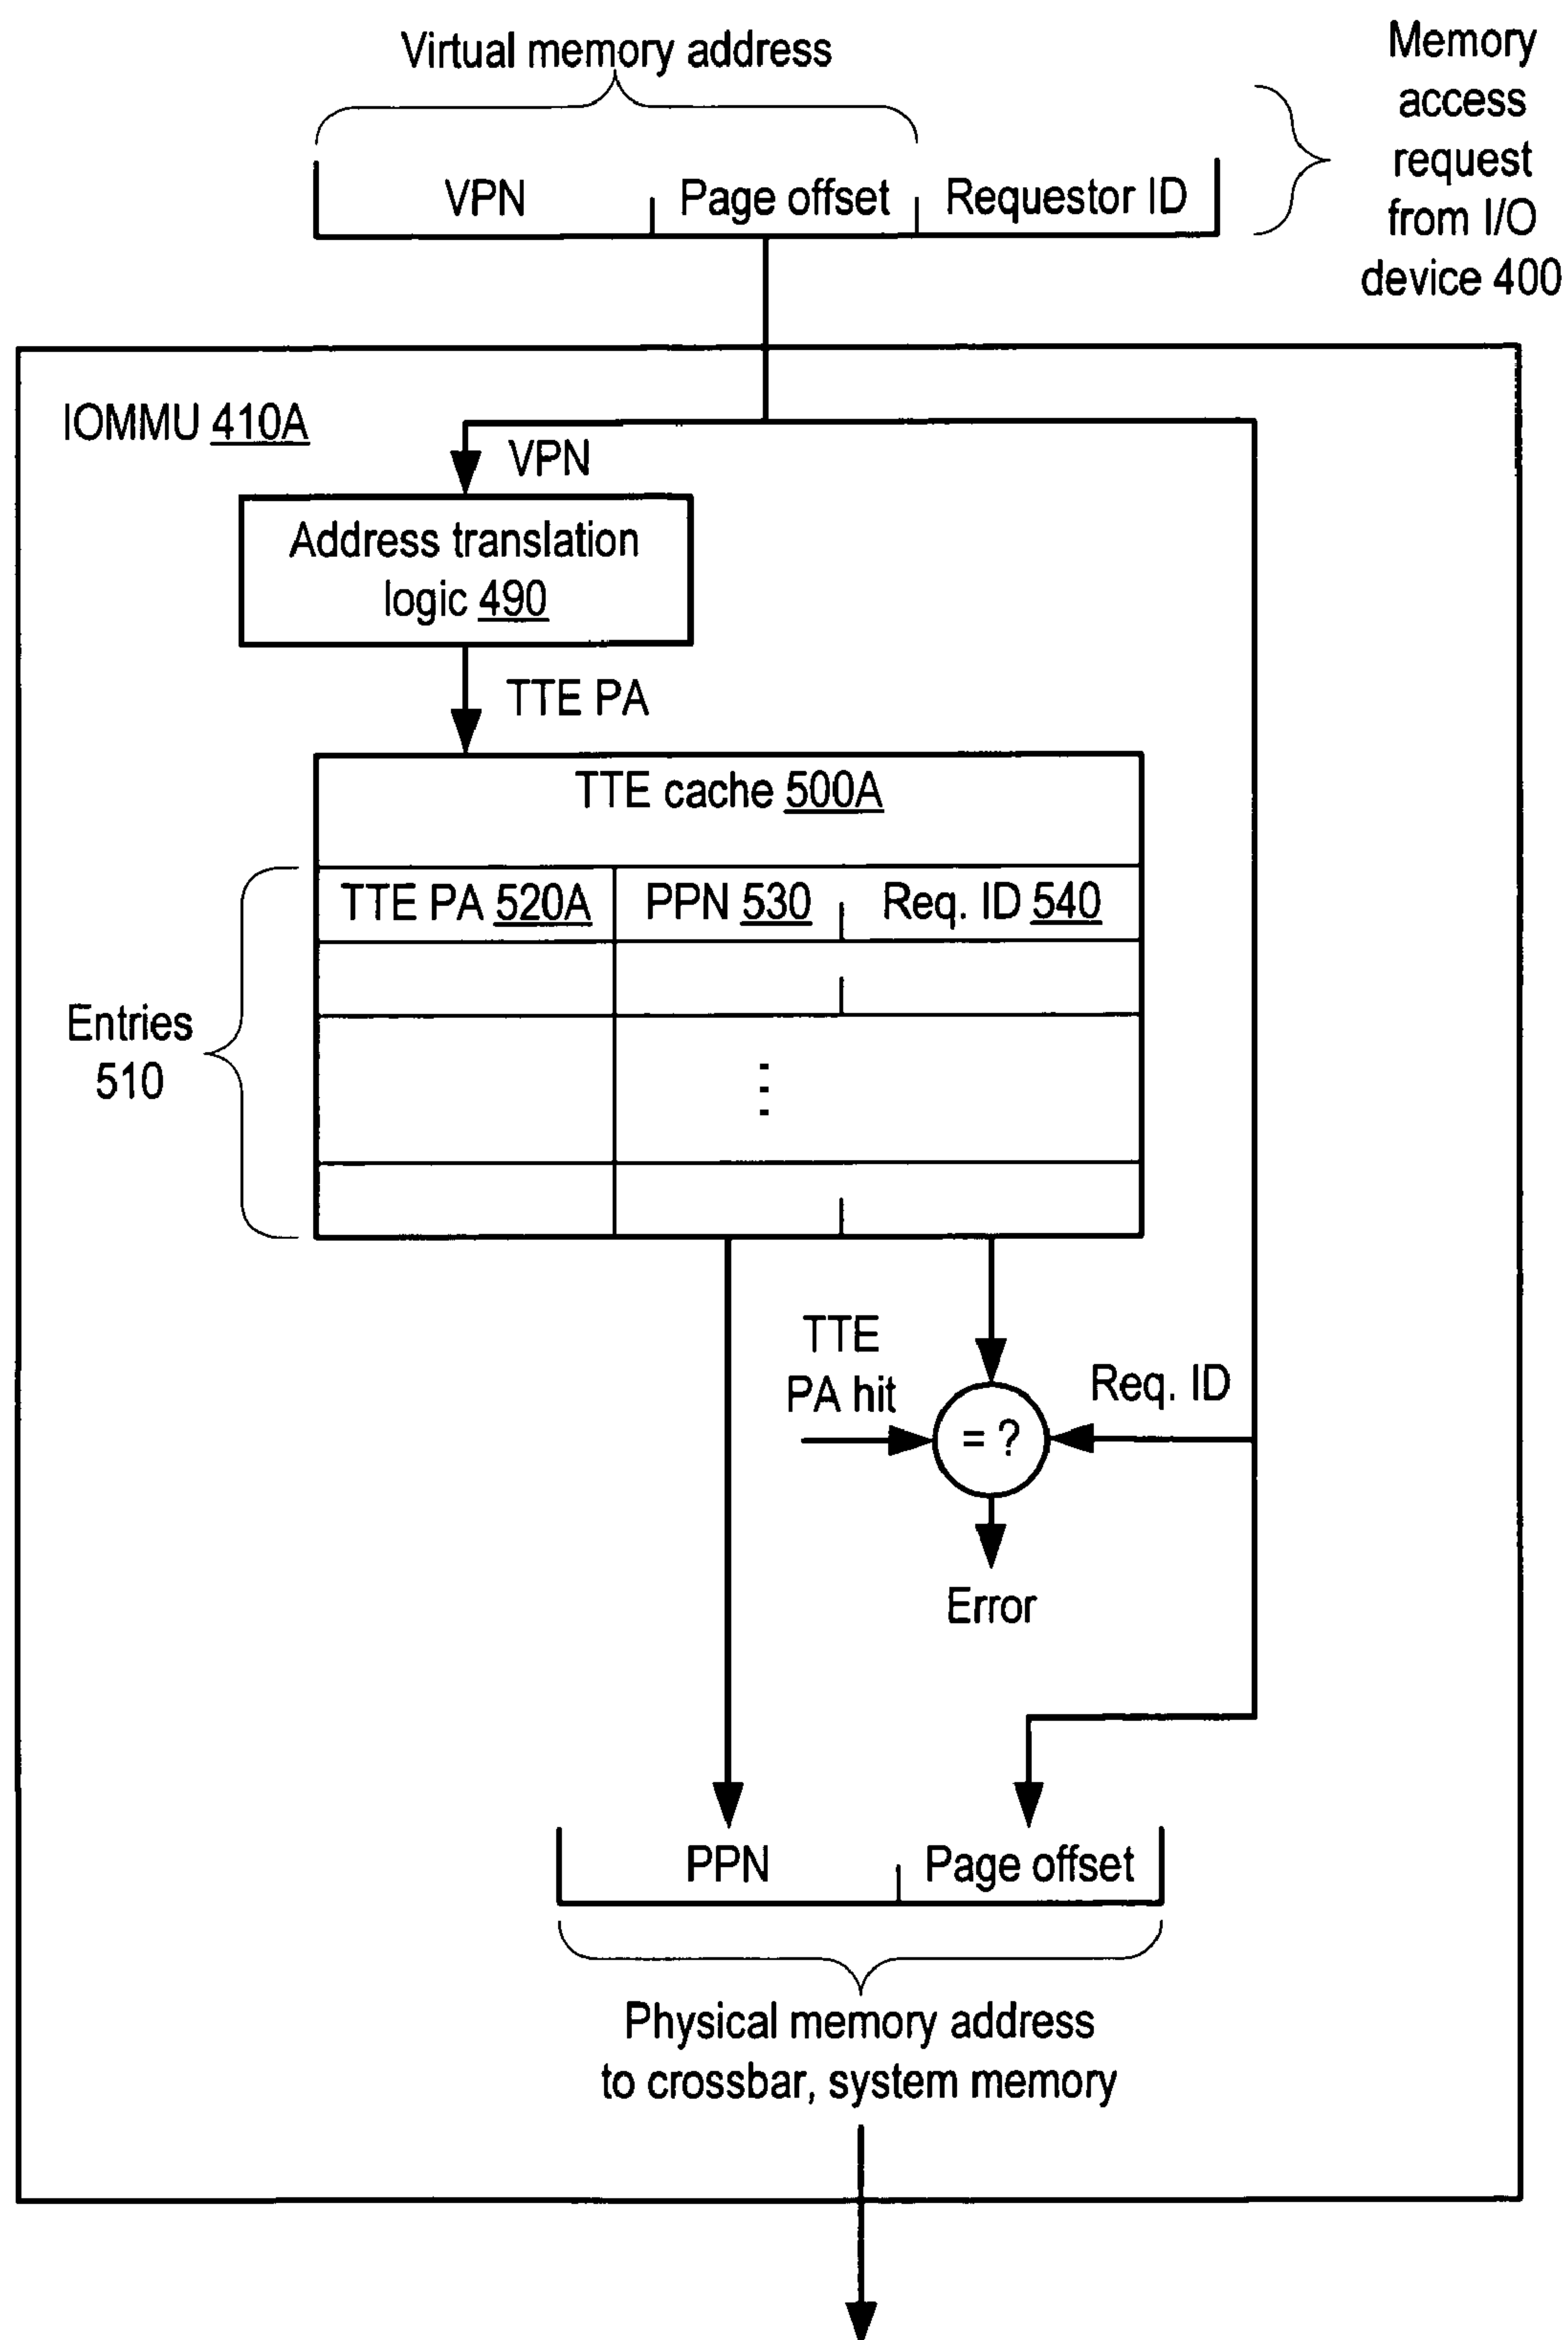 Virtual memory address
Memory
access
request
from I/O
device 400
VPN
Page offset
Requestor ID
IOMMU 410A
VPN
Address translation
logic 490
TTE PA
TTE cache 500A
TTE PA 520A
PPN 530
Req. ID 540
Entries
510
TTE
PA hit
= ?
Req. ID
Error
PPN
Page offset
Physical memory address
to crossbar, system memory